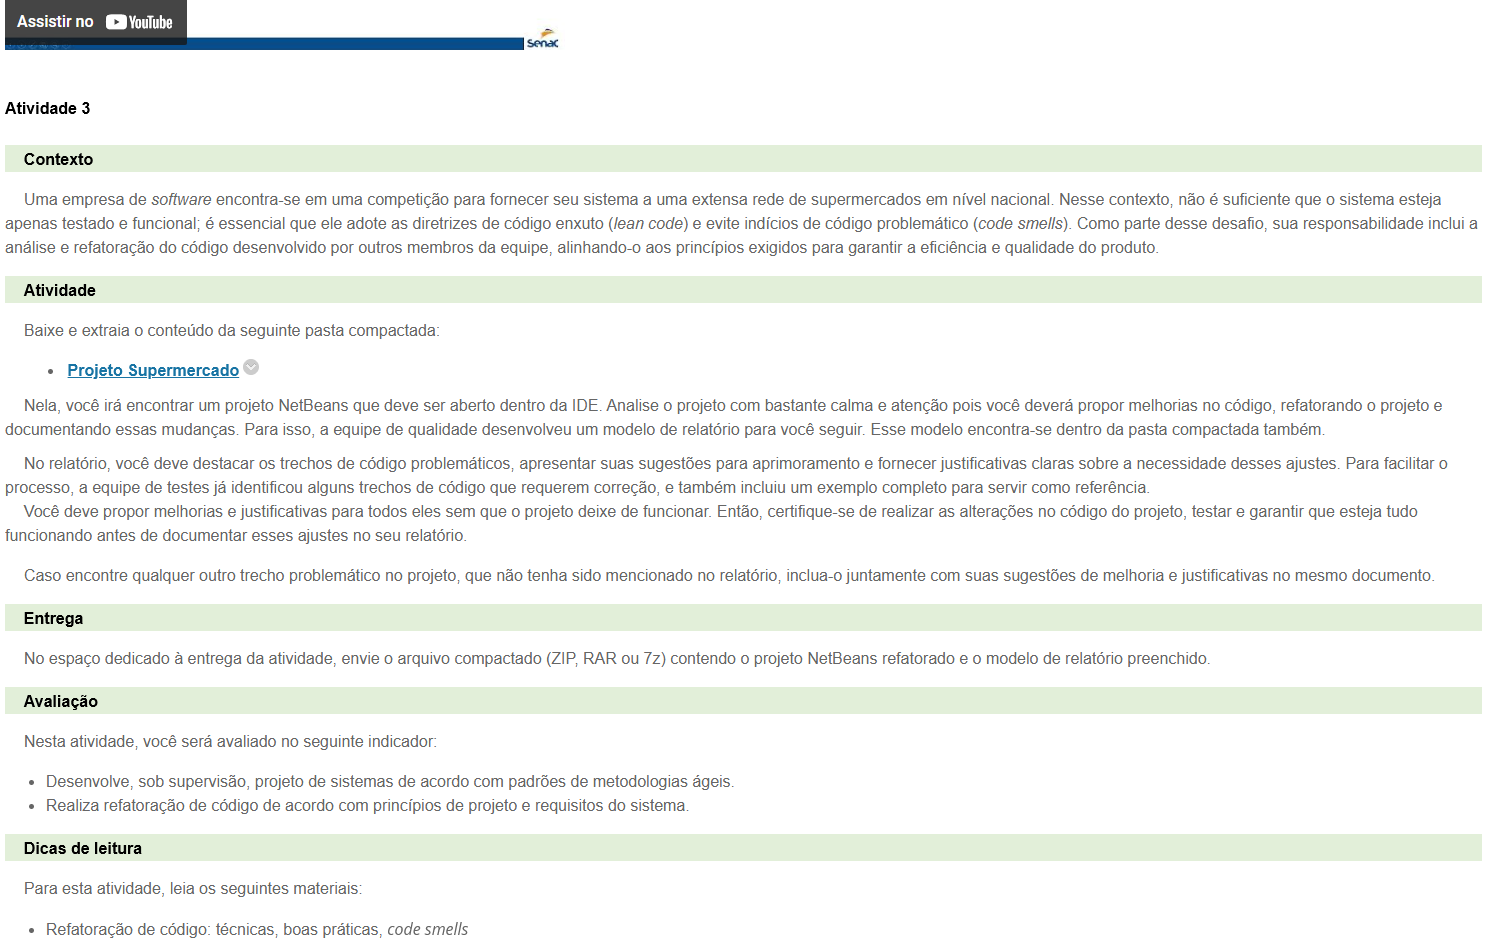 Assistir no YouTube
senac
Atividade 3
Contexto
Uma empresa de software encontra-se em uma competição para fornecer seu sistema a uma extensa rede de supermercados em nível nacional. Nesse contexto, não é suficiente que o sistema esteja
apenas testado e funcional; é essencial que ele adote as diretrizes de código enxuto (lean code) e evite indícios de código problemático (code smells). Como parte desse desafio, sua responsabilidade inclui a
análise e refatoração do código desenvolvido por outros membros da equipe, alinhando-o aos princípios exigidos para garantir a eficiência e qualidade do produto.
Atividade
Baixe e extraia o conteúdo da seguinte pasta compactada:
• Projeto Supermercado
Nela, você irá encontrar um projeto NetBeans que deve ser aberto dentro da IDE. Analise o projeto com bastante calma e atenção pois você deverá propor melhorias no código, refatorando o projeto e
documentando essas mudanças. Para isso, a equipe de qualidade desenvolveu um modelo de relatório para você seguir. Esse modelo encontra-se dentro da pasta compactada também.
No relatório, você deve destacar os trechos de código problemáticos, apresentar suas sugestões para aprimoramento e fornecer justificativas claras sobre a necessidade desses ajustes. Para facilitar o
processo, a equipe de testes já identificou alguns trechos de código que requerem correção, e também incluiu um exemplo completo para servir como referência.
Você deve propor melhorias e justificativas para todos eles sem que o projeto deixe de funcionar. Então, certifique-se de realizar as alterações no código do projeto, testar e garantir que esteja tudo
funcionando antes de documentar esses ajustes no seu relatório.
Caso encontre qualquer outro trecho problemático no projeto, que não tenha sido mencionado no relatório, inclua-o juntamente com suas sugestões de melhoria e justificativas no mesmo documento.
Entrega
No espaço dedicado à entrega da atividade, envie o arquivo compactado (ZIP, RAR ou 7z) contendo o projeto NetBeans refatorado e o modelo de relatório preenchido.
Avaliação
Nesta atividade, você será avaliado no seguinte indicador:
• Desenvolve, sob supervisão, projeto de sistemas de acordo com padrões de metodologias ágeis.
• Realiza refatoração de código de acordo com princípios de projeto e requisitos do sistema.
Dicas de leitura
Para esta atividade, leia os seguintes materiais:
• Refatoração de código: técnicas, boas práticas, code smells